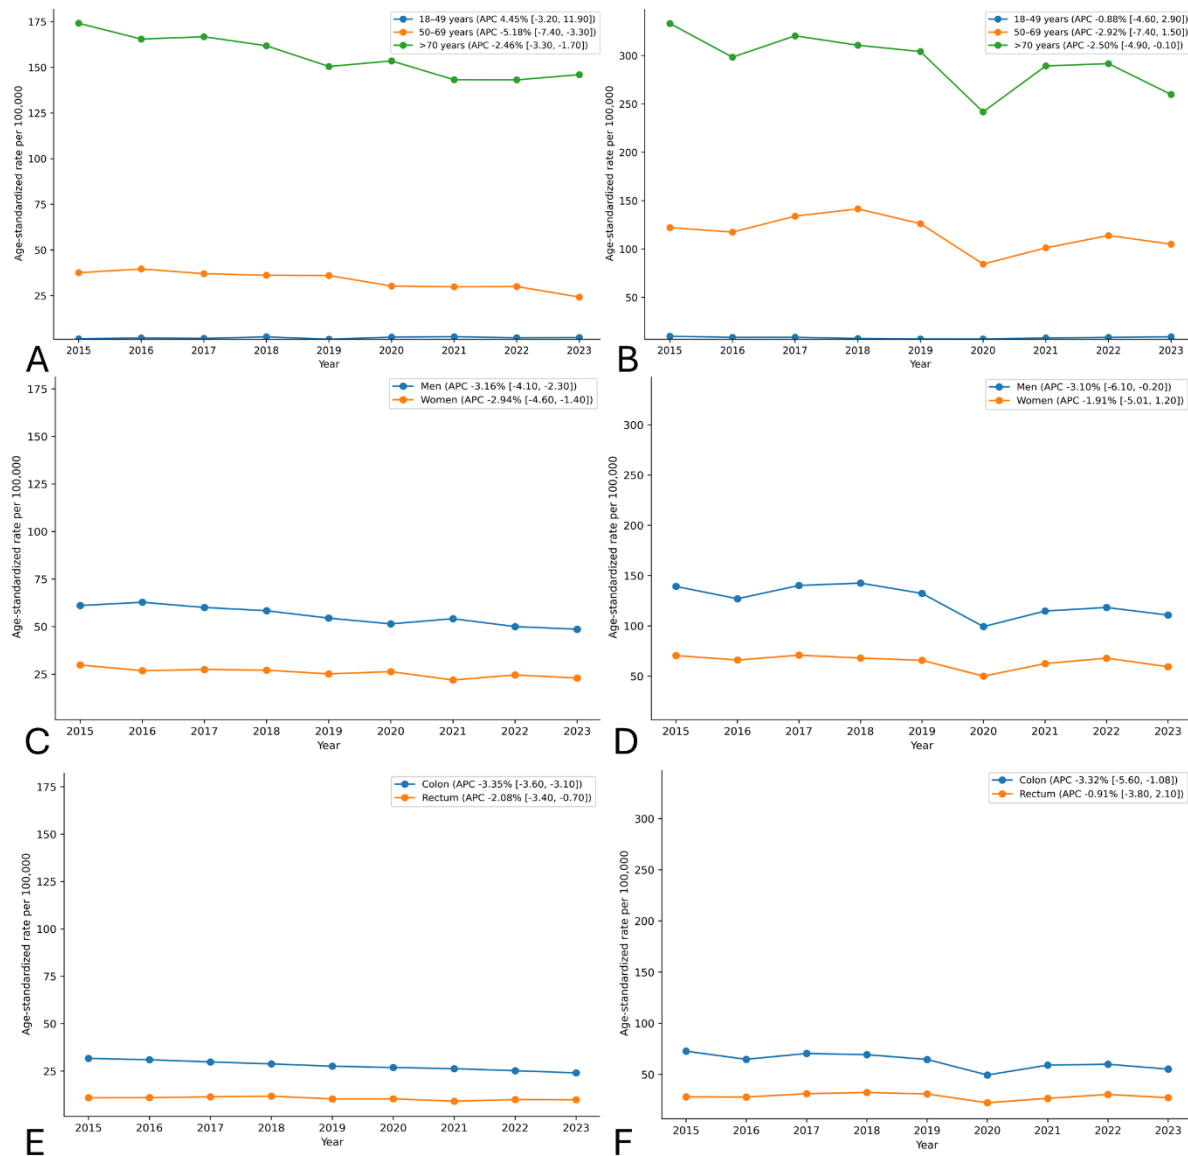 175
150
125
100
75
50
25
Age-standardized rate per 100,000
18–49 years (APC 4.45% [-3.20, 11.90])
50–69 years (APC -5.18% [-7.40, -3.30])
>70 years (APC -2.46% [-3.30, -1.70])
2015 2016 2017 2018 2019 2020 2021 2022 2023
Year
A
300
250
200
150
100
50
Age-standardized rate per 100,000
18–49 years (APC -0.88% [-4.60, 2.90])
50–69 years (APC -2.92% [-7.40, 1.50])
>70 years (APC -2.50% [-4.90, -0.10])
2015 2016 2017 2018 2019 2020 2021 2022 2023
Year
B
175
150
125
100
75
50
25
Age-standardized rate per 100,000
Men (APC -3.16% [-4.10, -2.30])
Women (APC -2.94% [-4.60, -1.40])
2015 2016 2017 2018 2019 2020 2021 2022 2023
Year
C
300
250
200
150
100
50
Age-standardized rate per 100,000
Men (APC -3.10% [-6.10, -0.20])
Women (APC -1.91% [-5.01, 1.20])
2015 2016 2017 2018 2019 2020 2021 2022 2023
Year
D
175
150
125
100
75
50
25
Age-standardized rate per 100,000
Colon (APC -3.35% [-3.60, -3.10])
Rectum (APC -2.08% [-3.40, -0.70])
2015 2016 2017 2018 2019 2020 2021 2022 2023
Year
E
300
250
200
150
100
50
Age-standardized rate per 100,000
Colon (APC -3.32% [-5.60, -1.08])
Rectum (APC -0.91% [-3.80, 2.10])
2015 2016 2017 2018 2019 2020 2021 2022 2023
Year
F